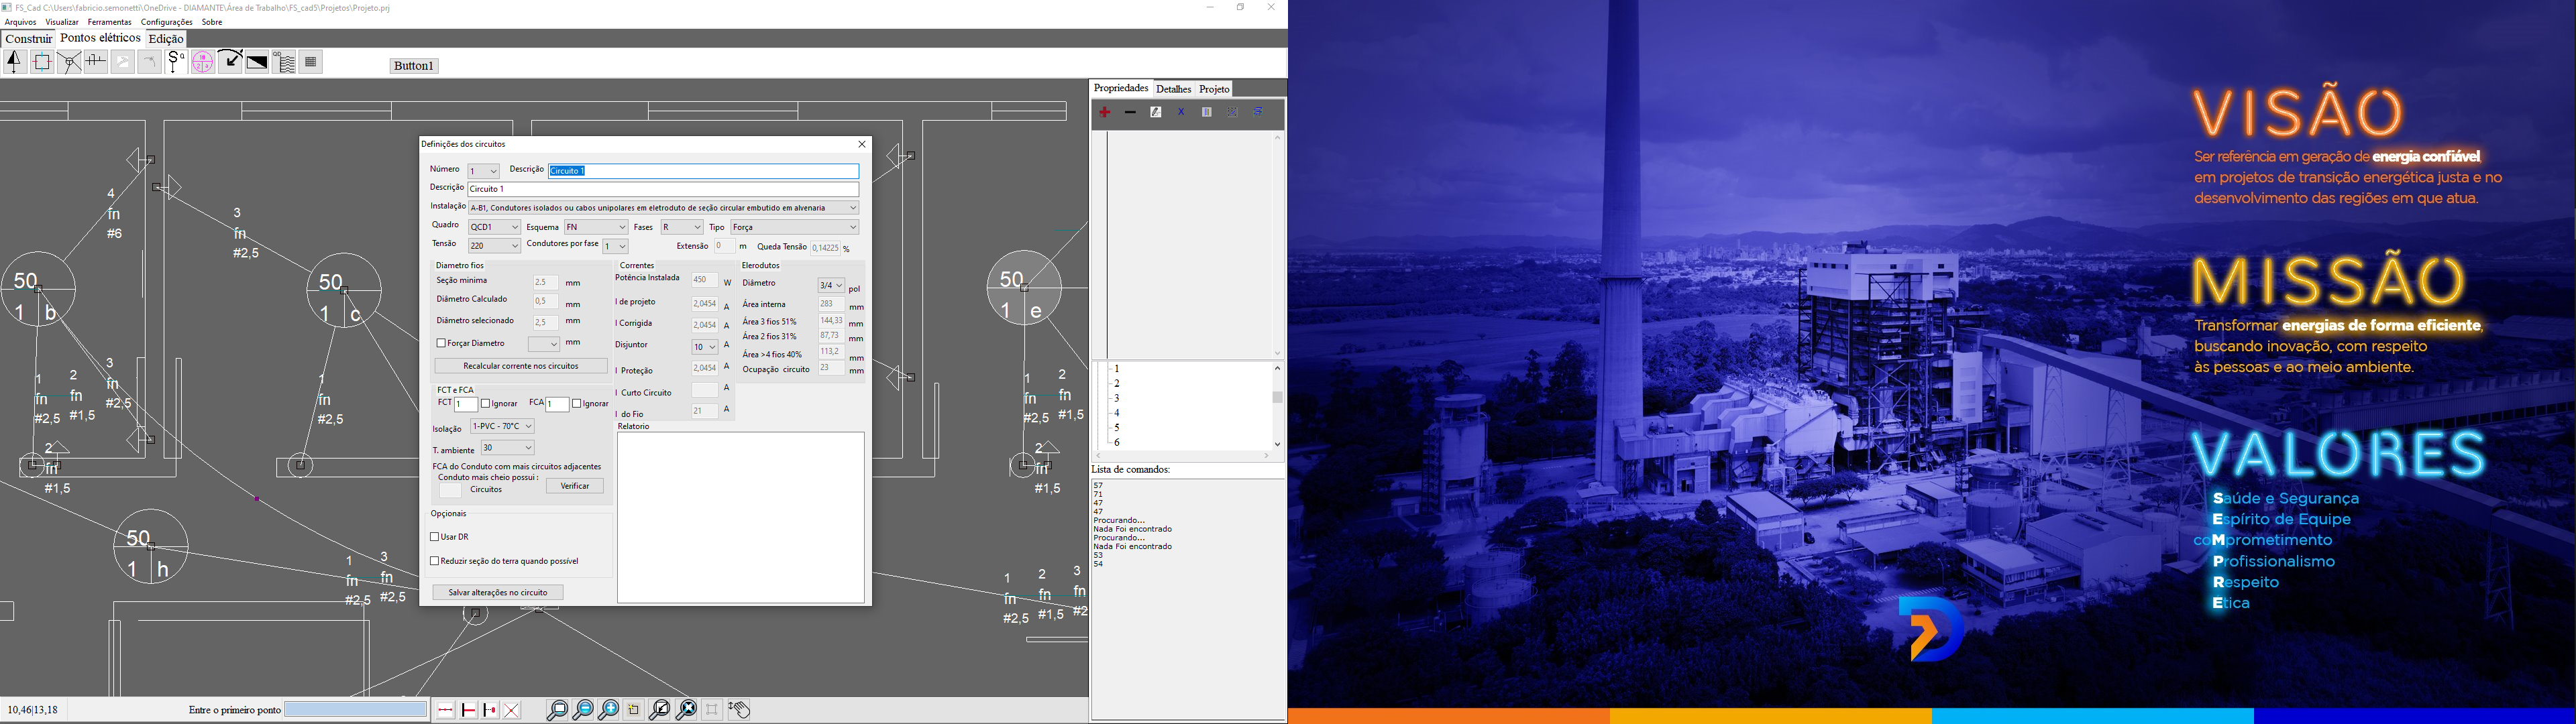 FS_Cad C:\Users\fabricio.semonetti\OneDrive - DIAMANTE\Área de Trabalho\FS_cad5\Projetos\Projeto.prj
Arquivos Visualizar Ferramentas Configurações Sobre
Construir Pontos elétricos Edição
Button1
Definições dos circuitos
Número 1 Descrição Circuito 1
Descrição Circuito 1
Instalação A-B1, Condutores isolados ou cabos unipolares em eletroduto de seção circular embutido em alvenaria
Quadro QCD1 Esquema FN Fases R Tipo Força
Tensão 220 Condutores por fase 1 Extensão 0 m Queda Tensão 0,14225 %
Diametro fios
Seção minima 2.5 mm
Diâmetro Calculado 0,5 mm
Diâmetro selecionado 2,5 mm
Forçar Diametro mm
Recalcular corrente nos circuitos
Correntes
Potência Instalada 450 W
I de projeto 2,0454 A
I Corrigida 2,0454 A
Disjuntor 10 A
I Proteção 2,0454 A
I Curto Circuito A
I do Fio 21 A
Elerodutos
Diâmetro 3/4 pol
Área interna 283 mm
Área 3 fios 51% 144,33 mm
Área 2 fios 31% 87,73 mm
Área >4 fios 40% 113,2 mm
Ocupação circuito 23 mm
FCT e FCA
FCT 1 Ignorar FCA 1 Ignorar
Isolação 1-PVC - 70°C
T. ambiente 30
FCA do Conduto com mais circuitos adjacentes
Conduto mais cheio possui :
Circuitos Verificar
Opçionais
Usar DR
Reduzir seção do terra quando possível
Salvar alterações no circuito
Relatorio
4
fn
#6
3
fn
#2,5
50
1 b
50
1 c
50
1 e
50
1 h
1
fn
#2,5
2
fn
#1,5
3
fn
#2,5
1
fn
#2,5
2
fn
#1,5
1
fn
#2,5
3
fn
#2,5
1
fn
#2,5
2
fn
#1,5
2
fn
#1,5
1
fn
#2,5
2
fn
#1,5
3
fn
#2
Propriedades Detalhes Projeto
1
2
3
4
5
6
Lista de comandos:
57
71
47
47
Procurando...
Nada Foi encontrado
Procurando...
Nada Foi encontrado
53
54
10,46|13,18 Entre o primeiro ponto
VISÃO
Ser referência em geração de energia confiável,
em projetos de transição energética justa e no
desenvolvimento das regiões em que atua.
MISSÃO
Transformar energias de forma eficiente,
buscando inovação, com respeito
às pessoas e ao meio ambiente.
VALORES
Saúde e Segurança
Espírito de Equipe
coMprometimento
Profissionalismo
Respeito
Ética